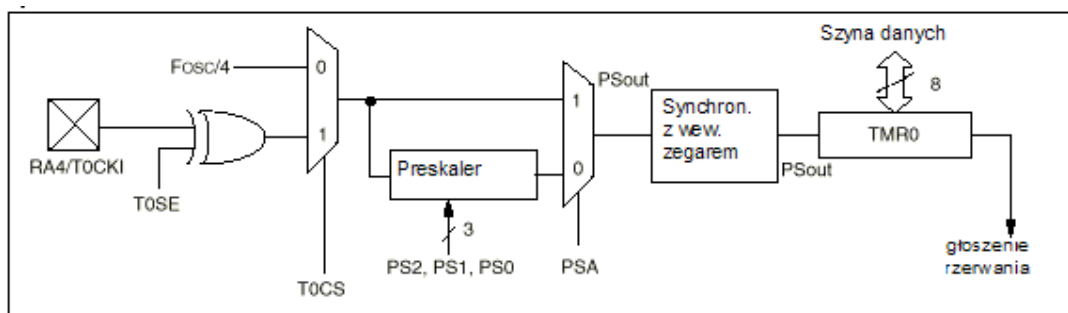 Szyna danych
FOSC/4
0
PSout
8
1
Synchron.
z wew.
zegarem
TMR0
1
RA4/T0CKI
Preskaler
0
PSout
T0SE
3
PS2, PS1, PS0
PSA
T0CS
głoszenie
rzerwania